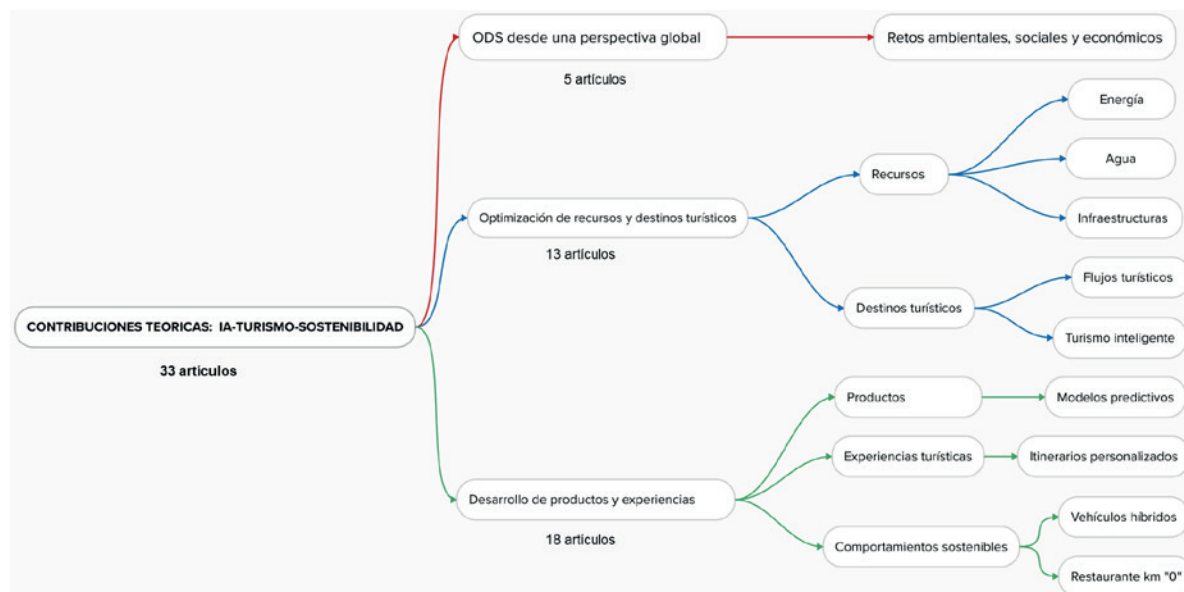 ODS desde una perspectiva global
Retos ambientales, sociales y económicos
5 artículos
Energía
Agua
Recursos
Infraestructuras
Optimización de recursos y destinos turísticos
13 artículos
Flujos turísticos
Destinos turísticos
Turismo inteligente
CONTRIBUCIONES TEORICAS: IA-TURISMO-SOSTENIBILIDAD
33 articulos
Productos
Modelos predictivos
Experiencias turísticas
Itinerarios personalizados
Desarrollo de productos y experiencias
18 artículos
Vehículos híbridos
Comportamientos sostenibles
Restaurante km "0"